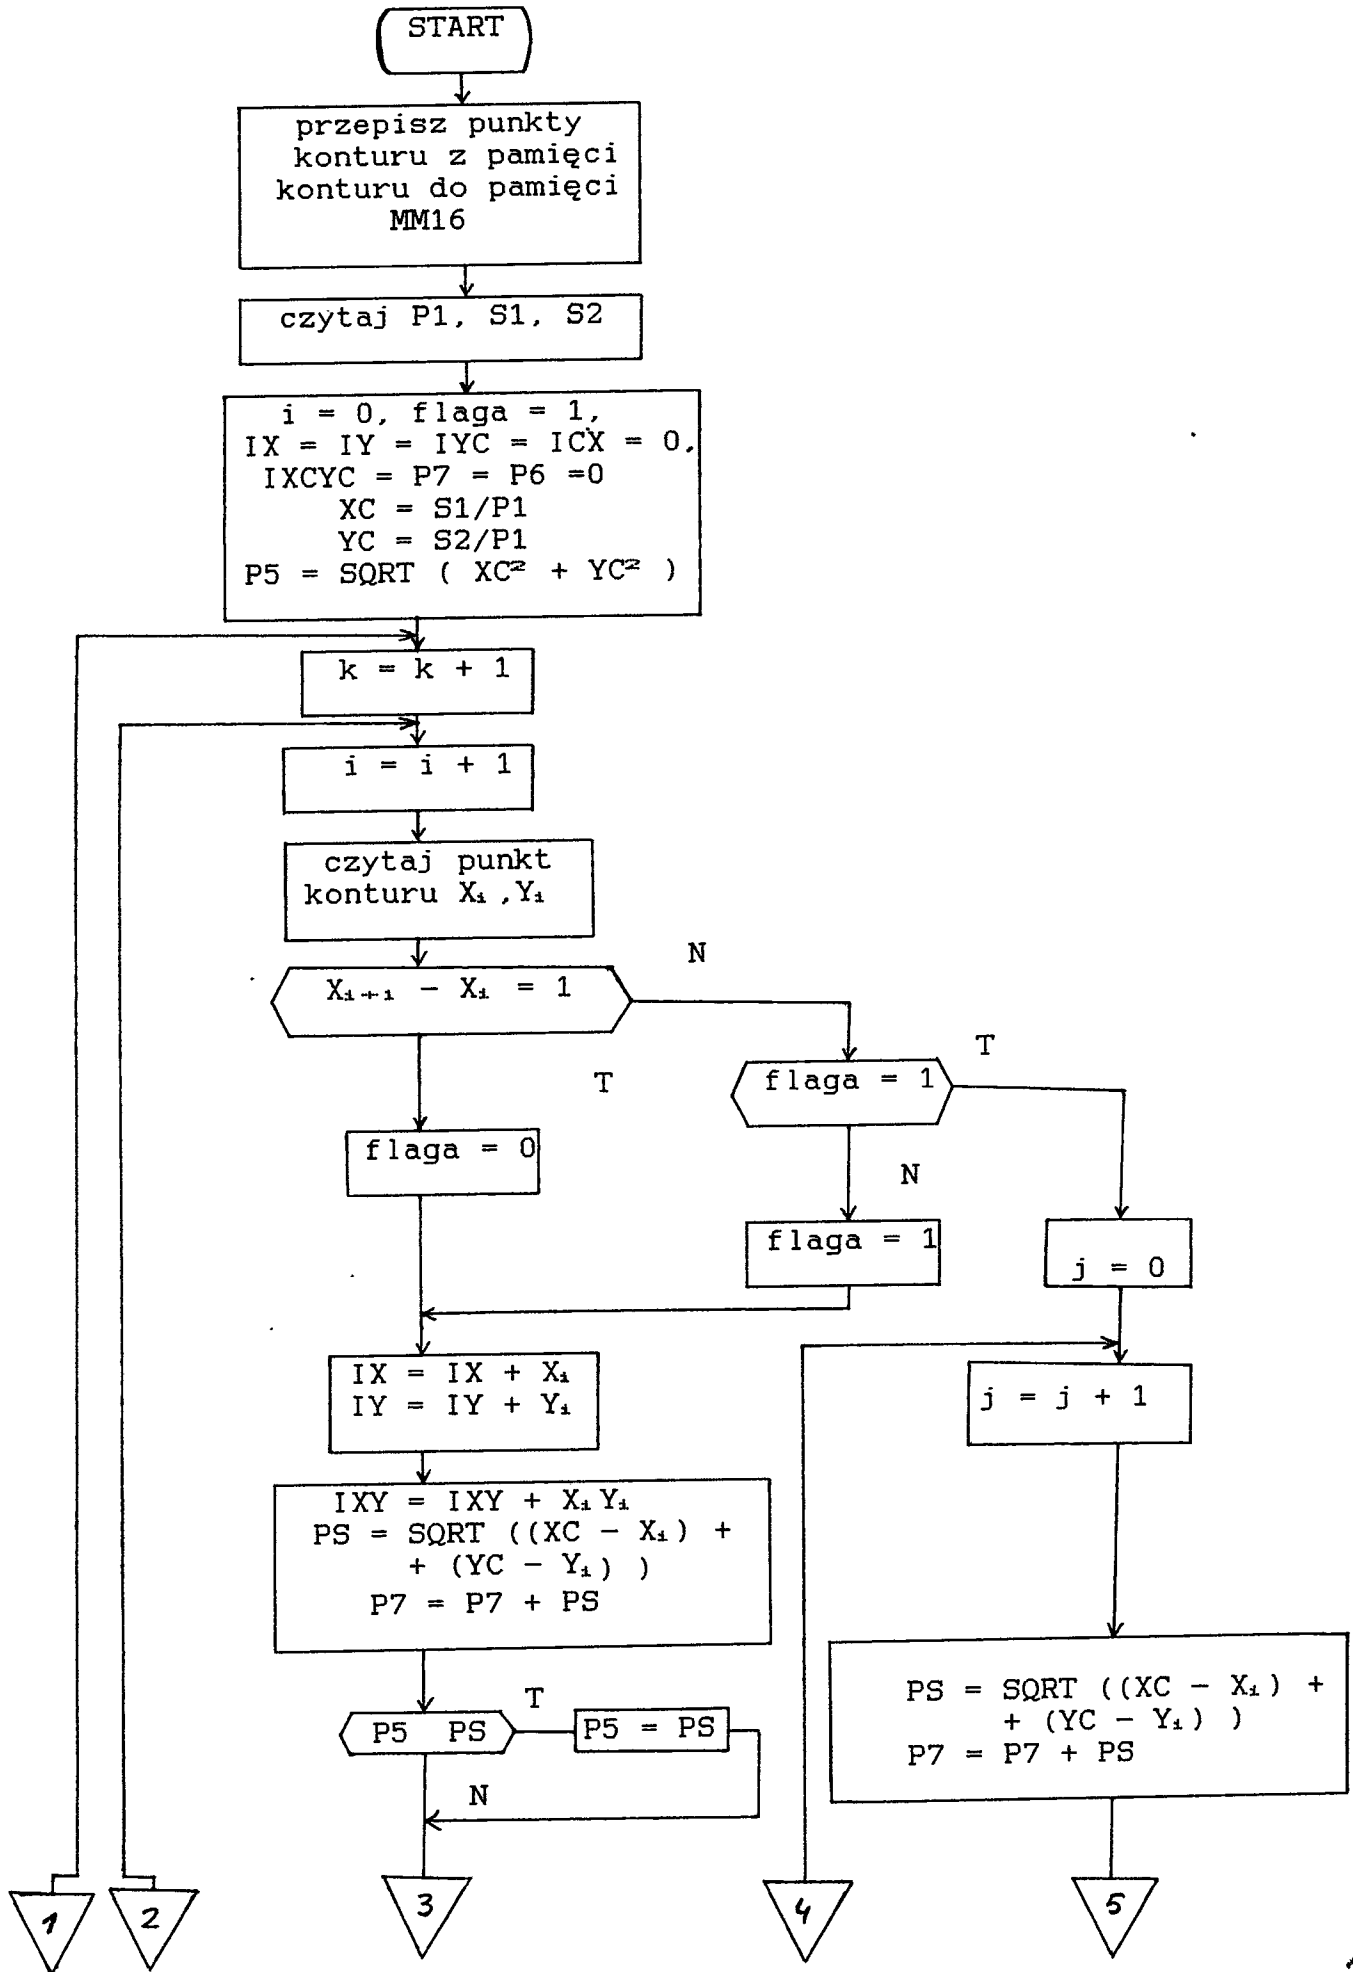 START
przepisz punkty
konturu z pamięci
konturu do pamięci
MM16
czytaj P1, S1, S2
i = 0, flaga = 1,
IX = IY = IYC = ICX = 0,
IXCYC = P7 = P6 =0
XC = S1/P1
YC = S2/P1
P5 = SQRT ( XC² + YC² )
k = k + 1
i = i + 1
czytaj punkt
konturu Xᵢ ,Yᵢ
N
Xᵢ₊ᵢ - Xᵢ = 1
T
flaga = 1
T
flaga = 0
N
flaga = 1
j = 0
IX = IX + Xᵢ
IY = IY + Yᵢ
j = j + 1
IXY = IXY + XᵢYᵢ
PS = SQRT ((XC - Xᵢ) +
+ (YC - Yᵢ) )
P7 = P7 + PS
PS = SQRT ((XC - Xᵢ) +
+ (YC - Yᵢ) )
P7 = P7 + PS
T
P5 PS
P5 = PS
N
1
2
3
4
5